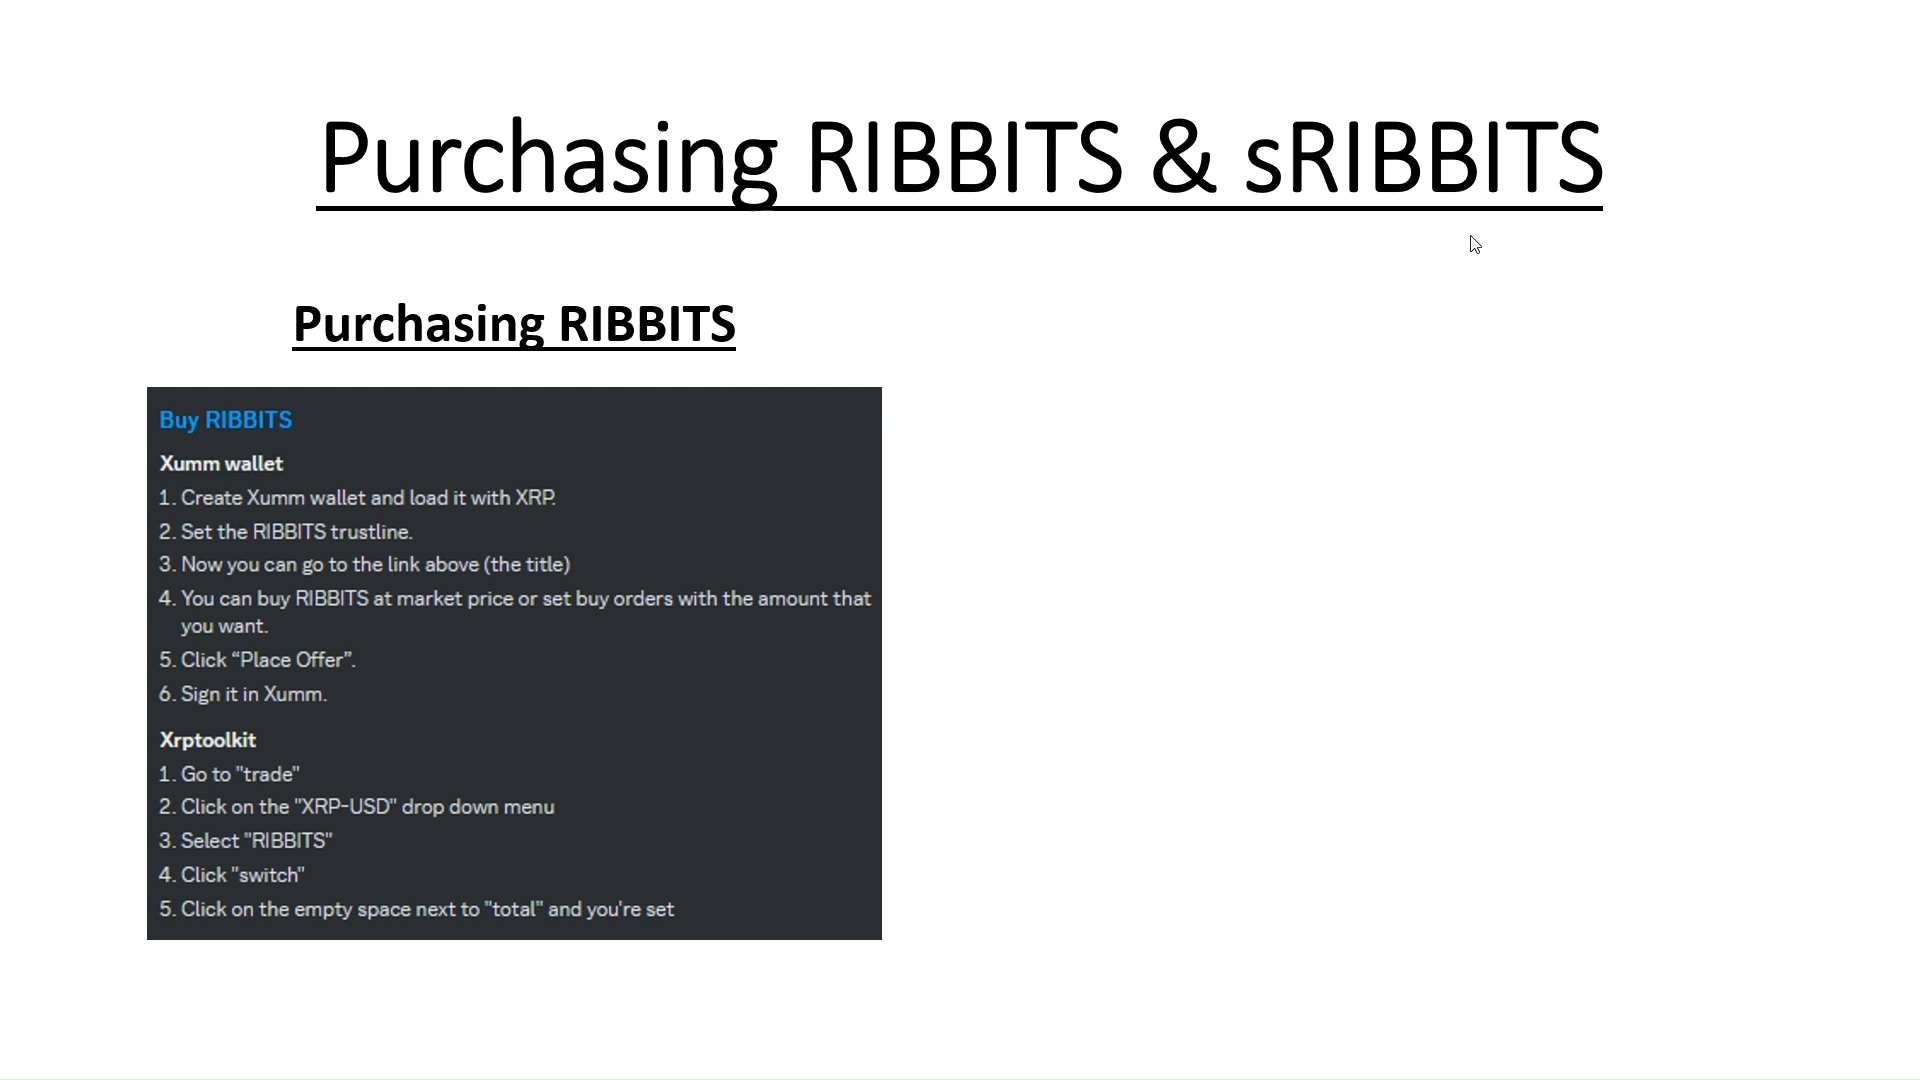 Purchasing RIBBITS & sRIBBITS
Purchasing RIBBITS
Buy RIBBITS
Xumm wallet
1. Create Xumm wallet and load it with XRP.
2. Set the RIBBITS trustline.
3. Now you can go to the link above (the title)
4. You can buy RIBBITS at market price or set buy orders with the amount that
you want.
5. Click “Place Offer”.
6. Sign it in Xumm.
Xrptoolkit
1. Go to "trade"
2. Click on the "XRP-USD" drop down menu
3. Select "RIBBITS"
4. Click "switch"
5. Click on the empty space next to "total" and you're set